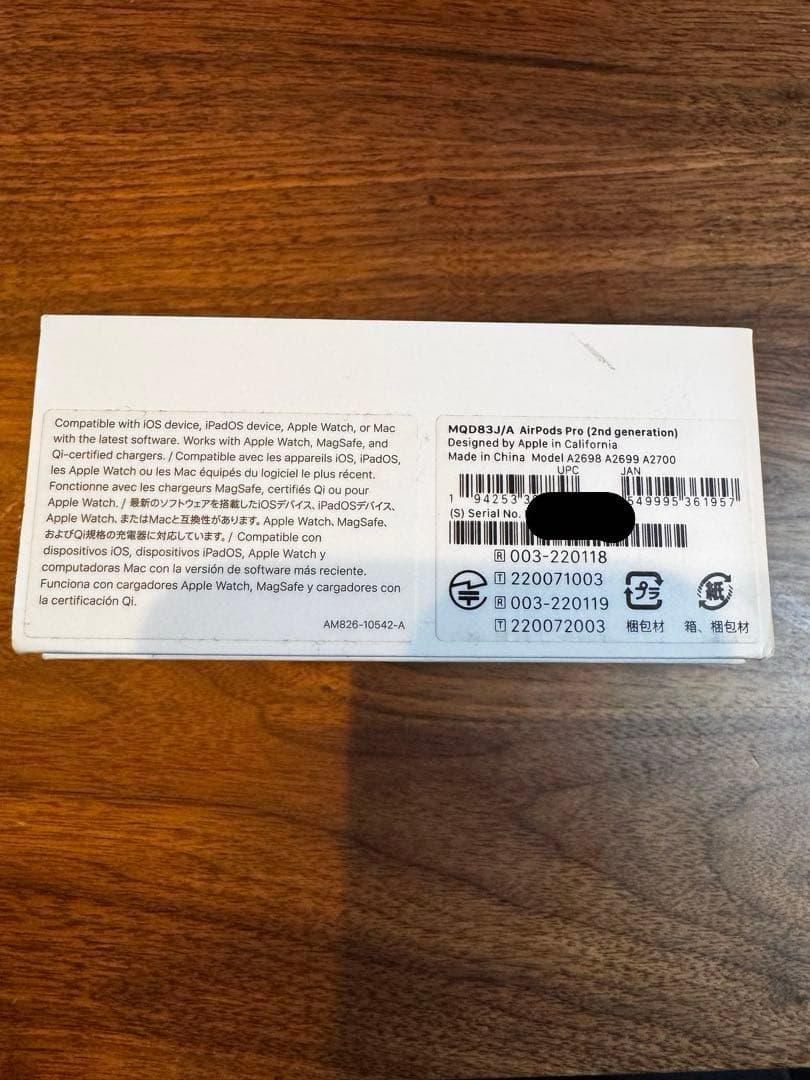 Compatible with iOS device, iPadOS device, Apple Watch, or Mac
with the latest software. Works with Apple Watch, MagSafe, and
Qi-certified chargers. / Compatible avec les appareils iOS, iPadOS,
les Apple Watch ou les Mac équipés du logiciel le plus récent.
Fonctionne avec les chargeurs MagSafe, certifiés Qi ou pour
Apple Watch. / 最新のソフトウェアを搭載したiOSデバイス、iPadOSデバイス、
Apple Watch、またはMacと互換性があります。Apple Watch、MagSafe、
およびQi規格の充電器に対応しています。/ Compatible con
dispositivos iOS, dispositivos iPadOS, Apple Watch y
computadoras Mac con la versión de software más reciente.
Funciona con cargadores Apple Watch, MagSafe y cargadores con
la certificación Qi.
AM826-10542-A
MQD83J/A AirPods Pro (2nd generation)
Designed by Apple in California
Made in China Model A2698 A2699 A2700
UPC JAN
1 94253 549995 361957
(S) Serial No.
R 003-220118
T 220071003
R 003-220119
T 220072003
プラ
梱包材
紙
箱、梱包材